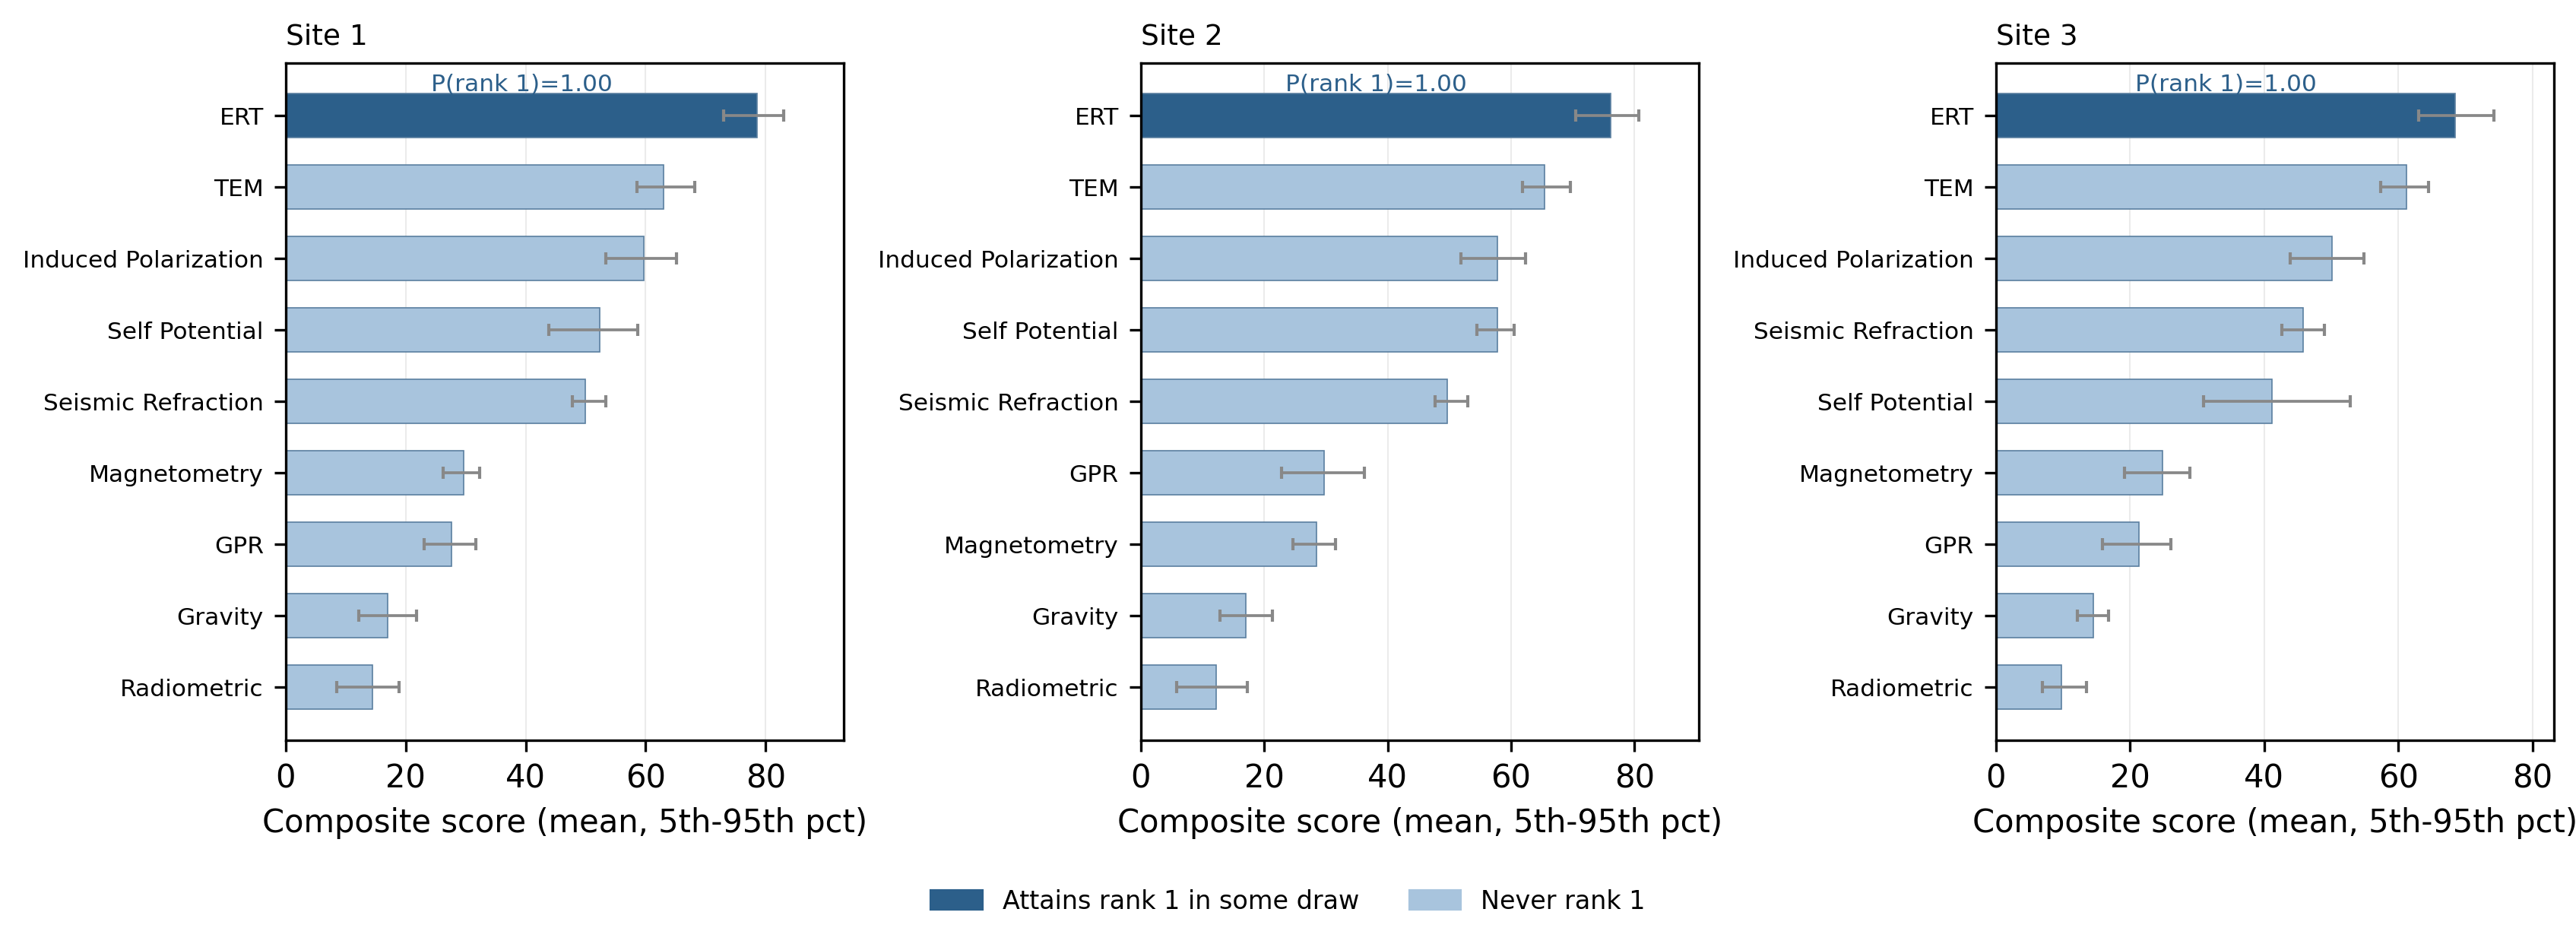 Site 1
P(rank 1)=1.00
ERT
TEM
Induced Polarization
Self Potential
Seismic Refraction
Magnetometry
GPR
Gravity
Radiometric
0 20 40 60 80
Composite score (mean, 5th-95th pct)
Site 2
P(rank 1)=1.00
ERT
TEM
Induced Polarization
Self Potential
Seismic Refraction
GPR
Magnetometry
Gravity
Radiometric
0 20 40 60 80
Composite score (mean, 5th-95th pct)
Site 3
P(rank 1)=1.00
ERT
TEM
Induced Polarization
Seismic Refraction
Self Potential
Magnetometry
GPR
Gravity
Radiometric
0 20 40 60 80
Composite score (mean, 5th-95th pct)
Attains rank 1 in some draw
Never rank 1